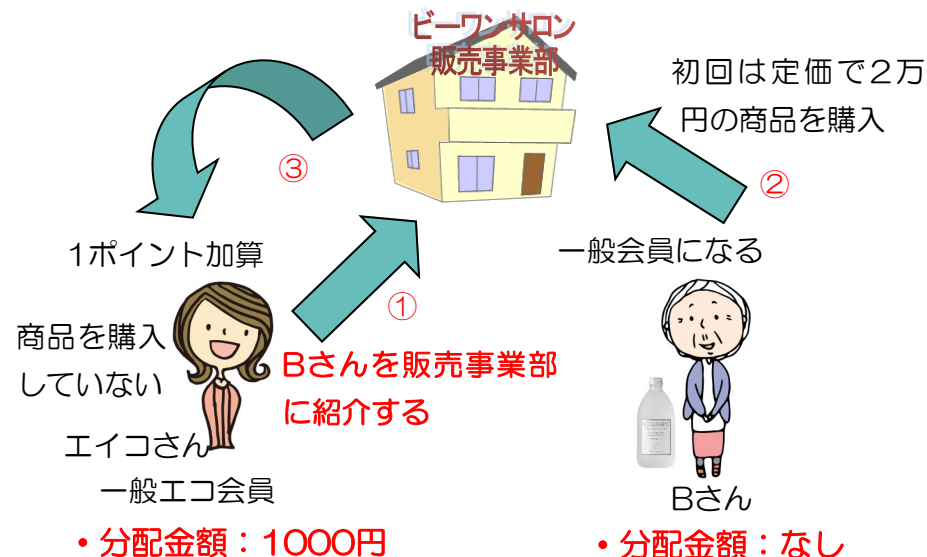 ビーワンサロン
販売事業部
初回は定価で2万
円の商品を購入
③
②
1ポイント加算
一般会員になる
①
商品を購入
していない
Bさんを販売事業部
に紹介する
ACQUARIO
エイコさん
一般エコ会員
Bさん
・分配金額：1000円
・分配金額：なし